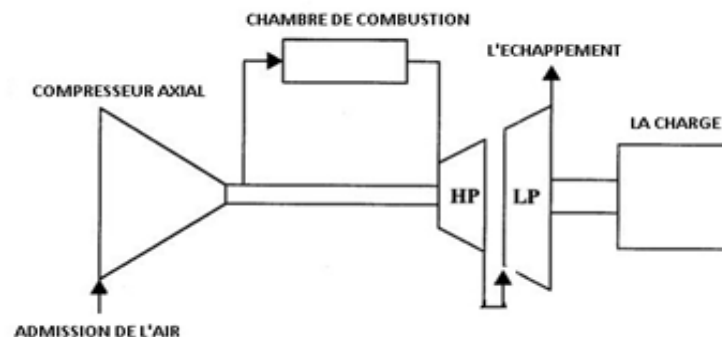 CHAMBRE DE COMBUSTION
L'ECHAPPEMENT
COMPRESSEUR AXIAL
LA CHARGE
HP
LP
ADMISSION DE L'AIR